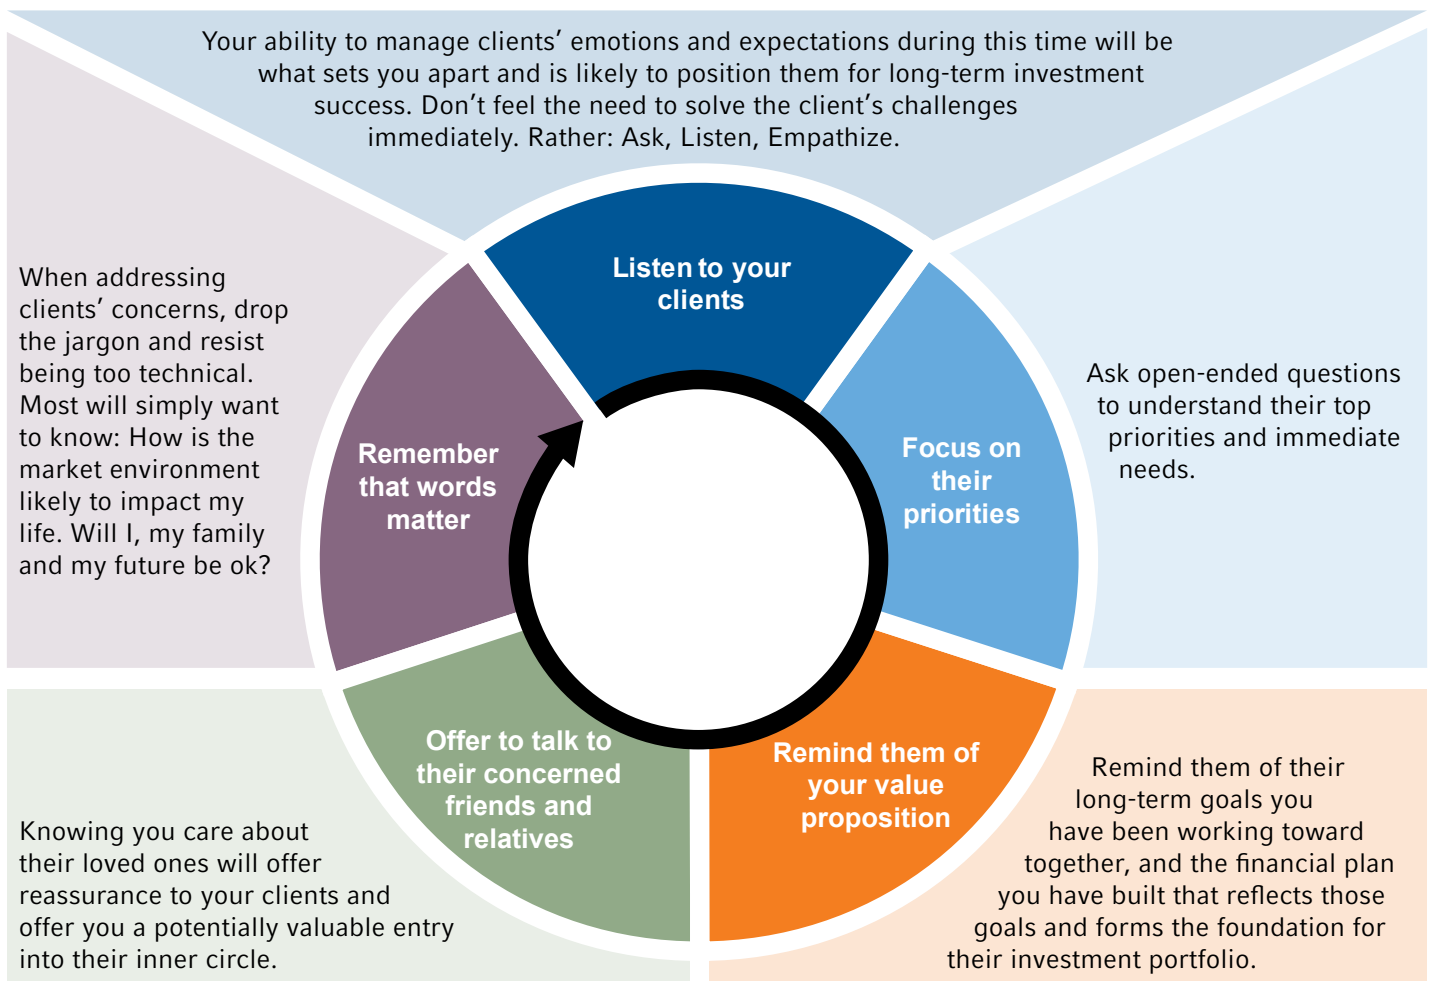 Your ability to manage clients’ emotions and expectations during this time will be
what sets you apart and is likely to position them for long-term investment
success. Don’t feel the need to solve the client’s challenges
immediately. Rather: Ask, Listen, Empathize.
Listen to your
clients
Ask open-ended questions
to understand their top
priorities and immediate
needs.
Focus on
their
priorities
Remind them of
your value
proposition
Remind them of their
long-term goals you
have been working toward
together, and the financial plan
you have built that reflects those
goals and forms the foundation for
their investment portfolio.
Offer to talk to
their concerned
friends and
relatives
Knowing you care about
their loved ones will offer
reassurance to your clients and
offer you a potentially valuable entry
into their inner circle.
Remember
that words
matter
When addressing
clients’ concerns, drop
the jargon and resist
being too technical.
Most will simply want
to know: How is the
market environment
likely to impact my
life. Will I, my family
and my future be ok?